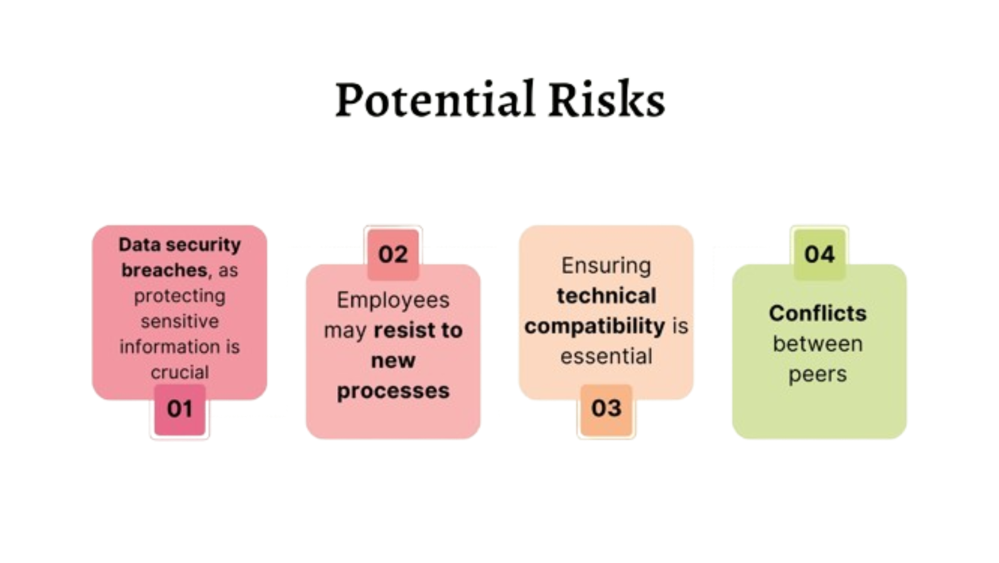 Potential Risks
Data security
breaches, as
protecting
sensitive
information is
crucial
01
02
Employees
may resist to
new
processes
Ensuring
technical
compatibility is
essential
03
04
Conflicts
between
peers